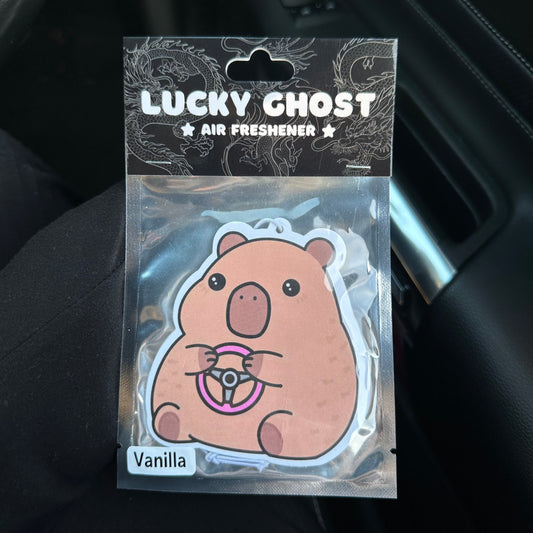 LUCKY GHOST
★ AIR FRESHENER ★
Vanilla